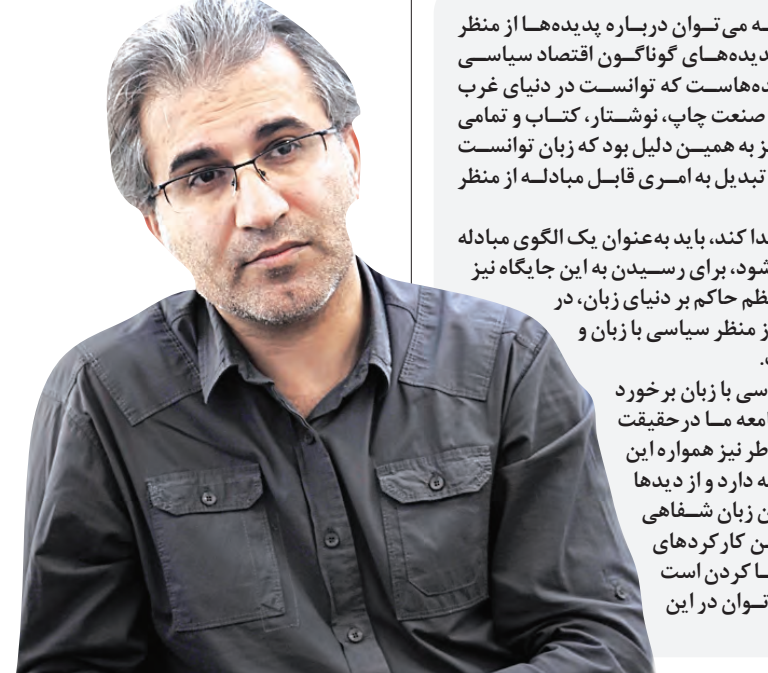 ـه می‌توان دربـاره پدیده‌هـا از منظر
دیده‌هـای گوناگـون اقتصاد سیاسـی
ده‌هاسـت که توانسـت در دنیای غرب
صنعت چاپ، نوشـتار، کتـاب و تمامی
ز به همیـن دلیل بود که زبان توانسـت
تبدیل به امـری قابـل مبادلـه از منظر
دا کند، باید به‌عنوان یک الگوی مبادله
شود، برای رسـیدن به این جایگاه نیز
ظم حاکم بر دنیای زبان، در
ز منظر سیاسی با زبان و
.
سی با زبان برخورد
امعه مـا درحقیقت
طر نیز همواره این
ه دارد و از دیدها
ن زبان شـفاهی
ـن کارکردهای
ـا کردن است
تـوان در این